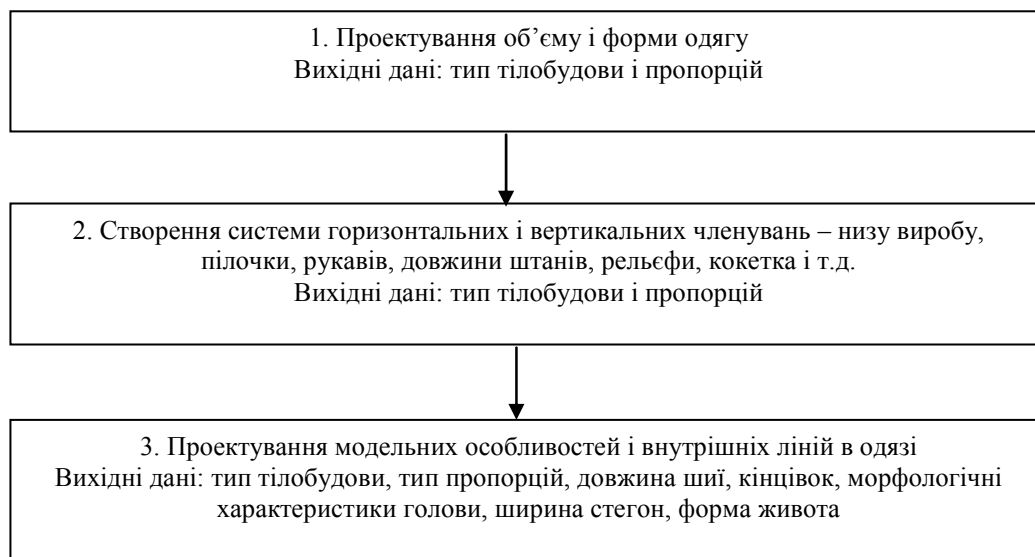 1. Проектування об’єму і форми одягу
Вихідні дані: тип тілобудови і пропорцій
2. Створення системи горизонтальних і вертикальних членувань – низу виробу,
пілочки, рукавів, довжини штанів, рельєфи, кокетка і т.д.
Вихідні дані: тип тілобудови і пропорцій
3. Проектування модельних особливостей і внутрішніх ліній в одязі
Вихідні дані: тип тілобудови, тип пропорцій, довжина шиї, кінцівок, морфологічні
характеристики голови, ширина стегон, форма живота